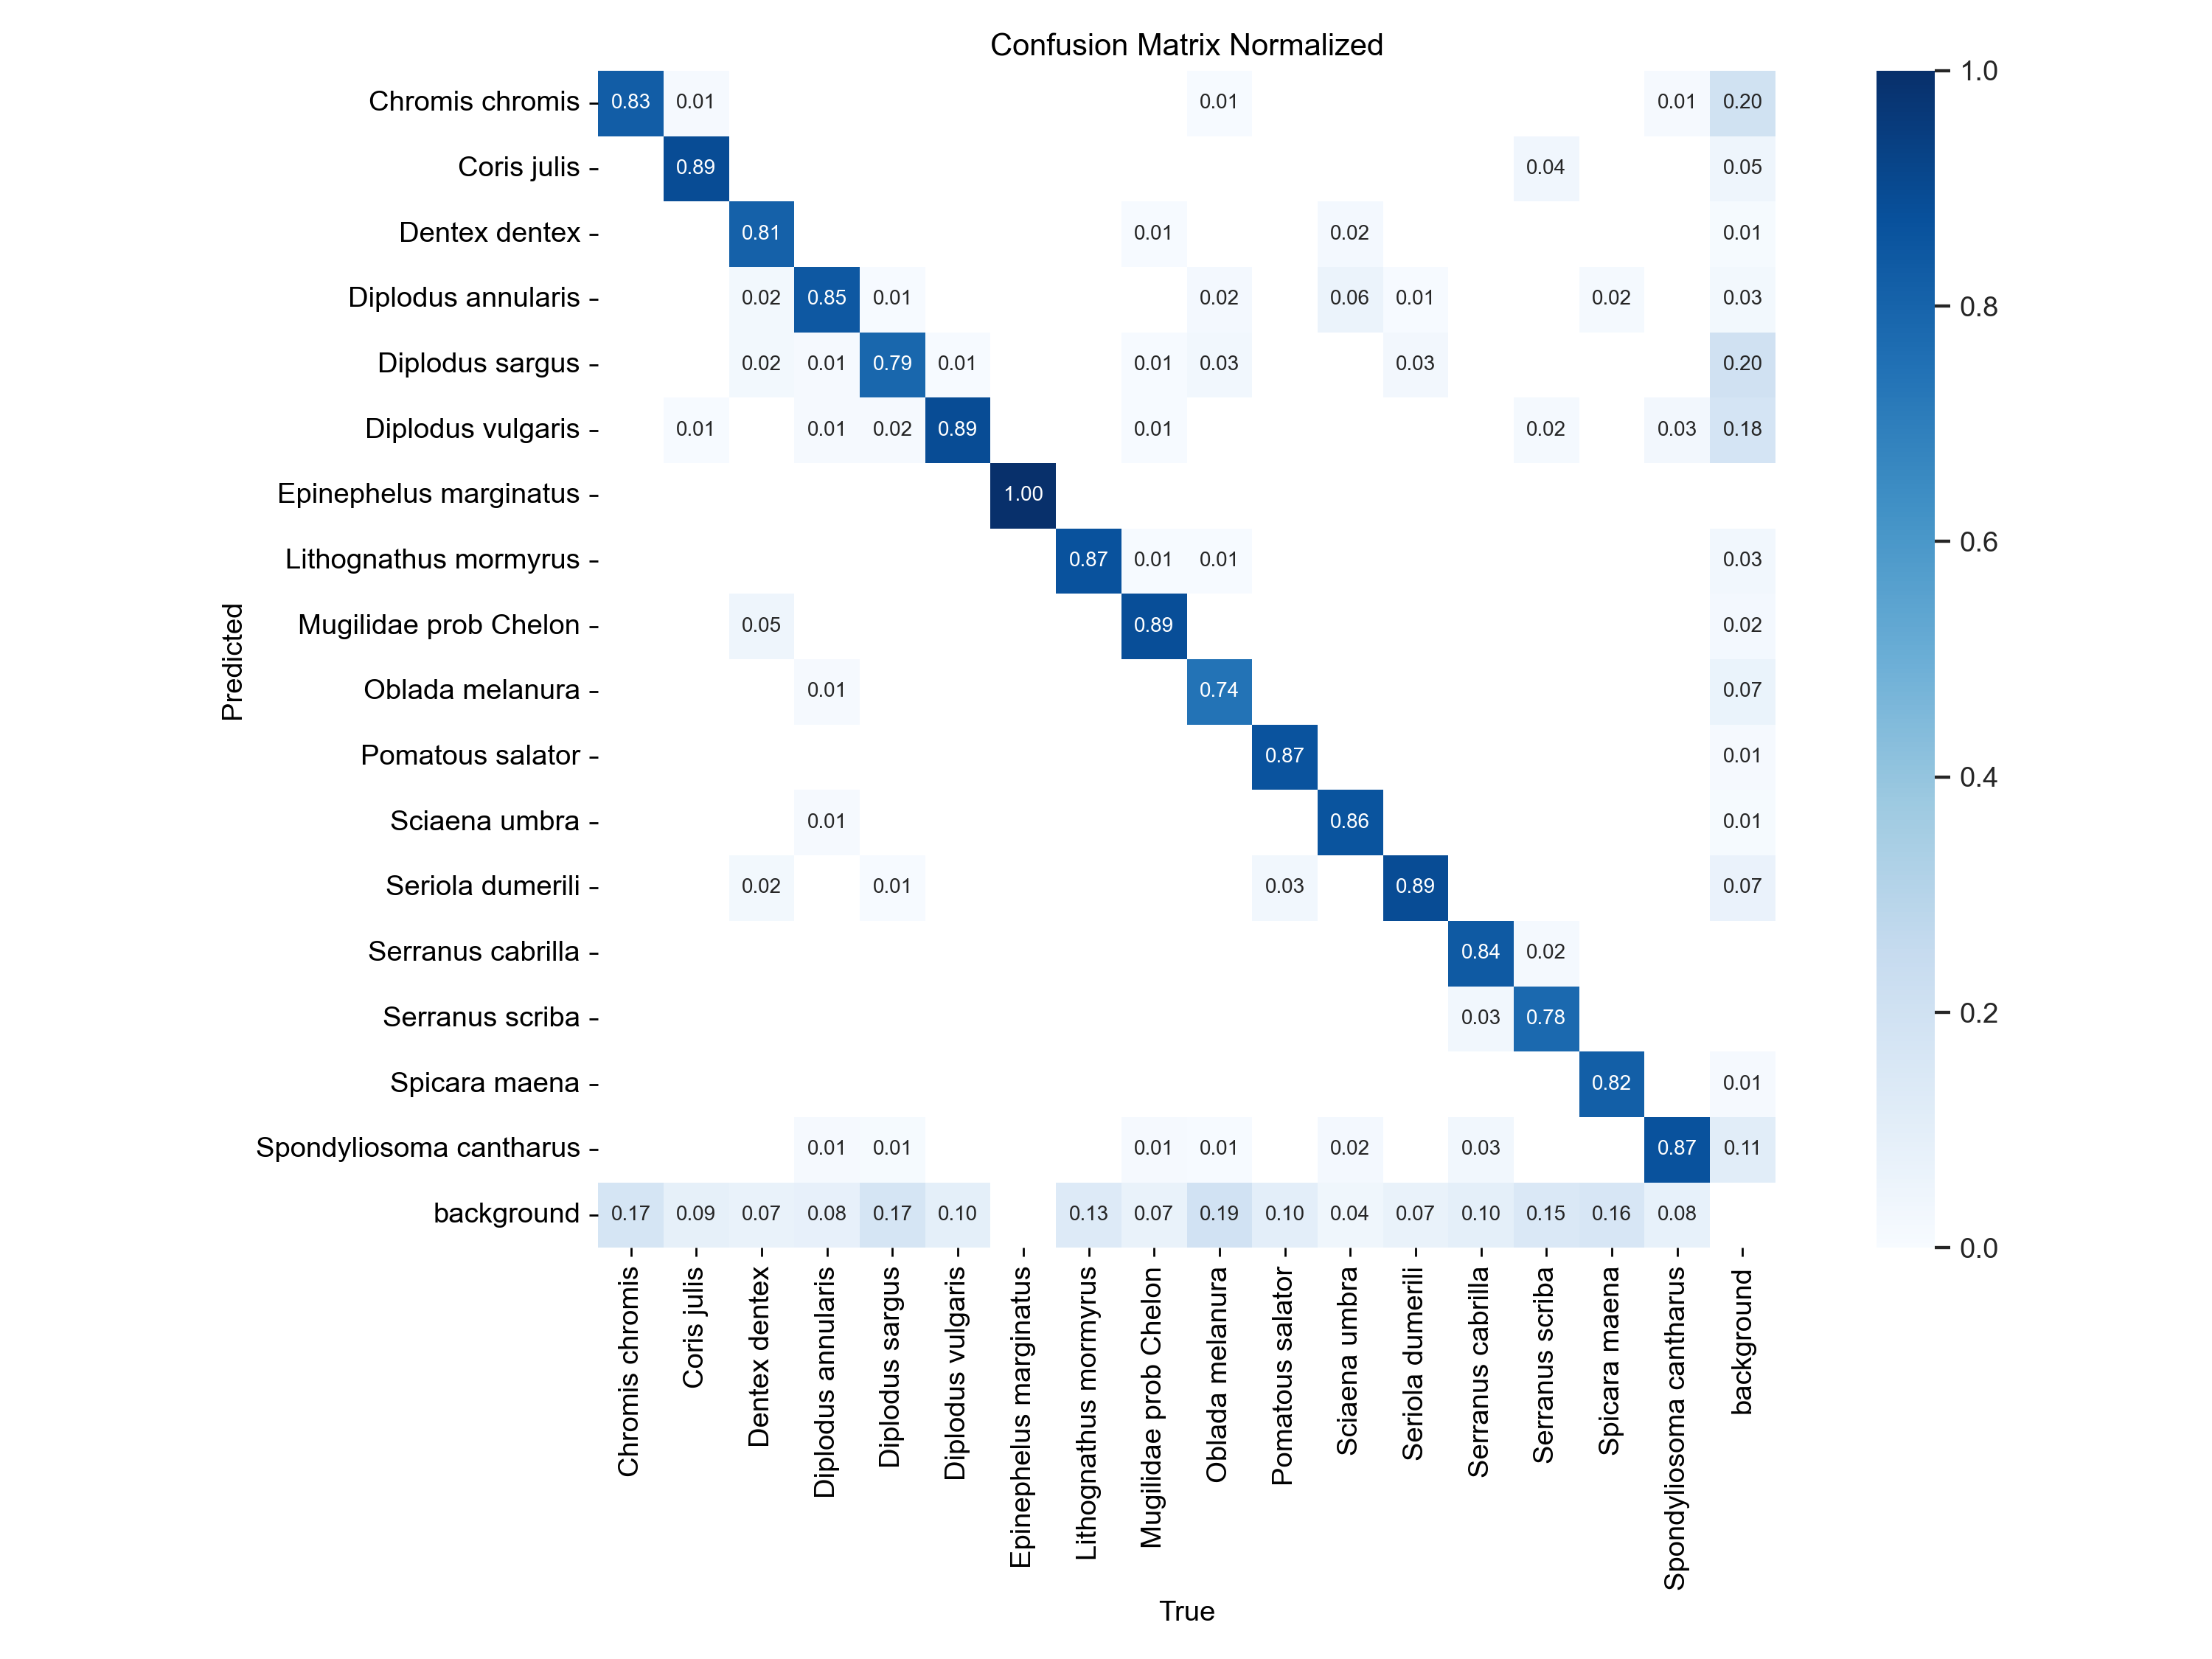 Confusion Matrix Normalized
Chromis chromis 0.83 0.01 0.01 0.01 0.20
Coris julis 0.89 0.04 0.05
Dentex dentex 0.81 0.01 0.02 0.01
Diplodus annularis 0.02 0.85 0.01 0.02 0.06 0.01 0.02 0.03
Diplodus sargus 0.02 0.01 0.79 0.01 0.01 0.03 0.03 0.20
Diplodus vulgaris 0.01 0.01 0.02 0.89 0.01 0.02 0.03 0.18
Epinephelus marginatus 1.00
Lithognathus mormyrus 0.87 0.01 0.01 0.03
Mugilidae prob Chelon 0.05 0.89 0.02
Oblada melanura 0.01 0.74 0.07
Pomatous salator 0.87 0.01
Sciaena umbra 0.01 0.86 0.01
Seriola dumerili 0.02 0.01 0.03 0.89 0.07
Serranus cabrilla 0.84 0.02
Serranus scriba 0.03 0.78
Spicara maena 0.82 0.01
Spondyliosoma cantharus 0.01 0.01 0.01 0.01 0.02 0.03 0.87 0.11
background 0.17 0.09 0.07 0.08 0.17 0.10 0.13 0.07 0.19 0.10 0.04 0.07 0.10 0.15 0.16 0.08
Predicted
Chromis chromis
Coris julis
Dentex dentex
Diplodus annularis
Diplodus sargus
Diplodus vulgaris
Epinephelus marginatus
Lithognathus mormyrus
Mugilidae prob Chelon
Oblada melanura
Pomatous salator
Sciaena umbra
Seriola dumerili
Serranus cabrilla
Serranus scriba
Spicara maena
Spondyliosoma cantharus
background
True
1.0
0.8
0.6
0.4
0.2
0.0